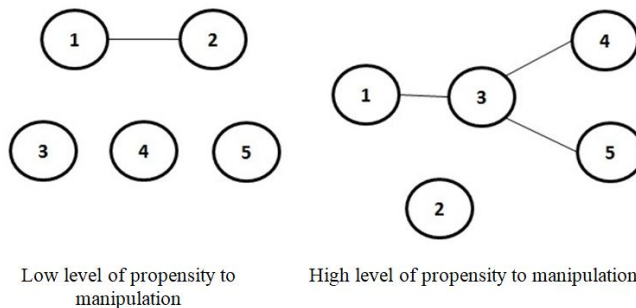 1 2
3 4 5
Low level of propensity to
manipulation
4
1 3
5
2
High level of propensity to manipulation